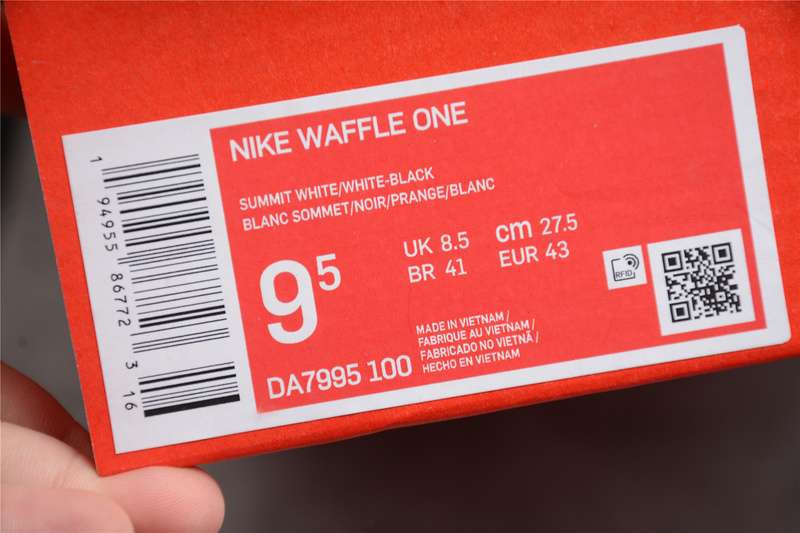 NIKE WAFFLE ONE
SUMMIT WHITE/WHITE-BLACK
BLANC SOMMET/NOIR/PRANGE/BLANC
9 5
UK 8.5
cm 27.5
BR 41
EUR 43
RFID
MADE IN VIETNAM /
FABRIQUE AU VIETNAM /
FABRICADO NO VIETNÃ /
HECHO EN VIETNAM
DA7995 100
1 94955 86772 3 16